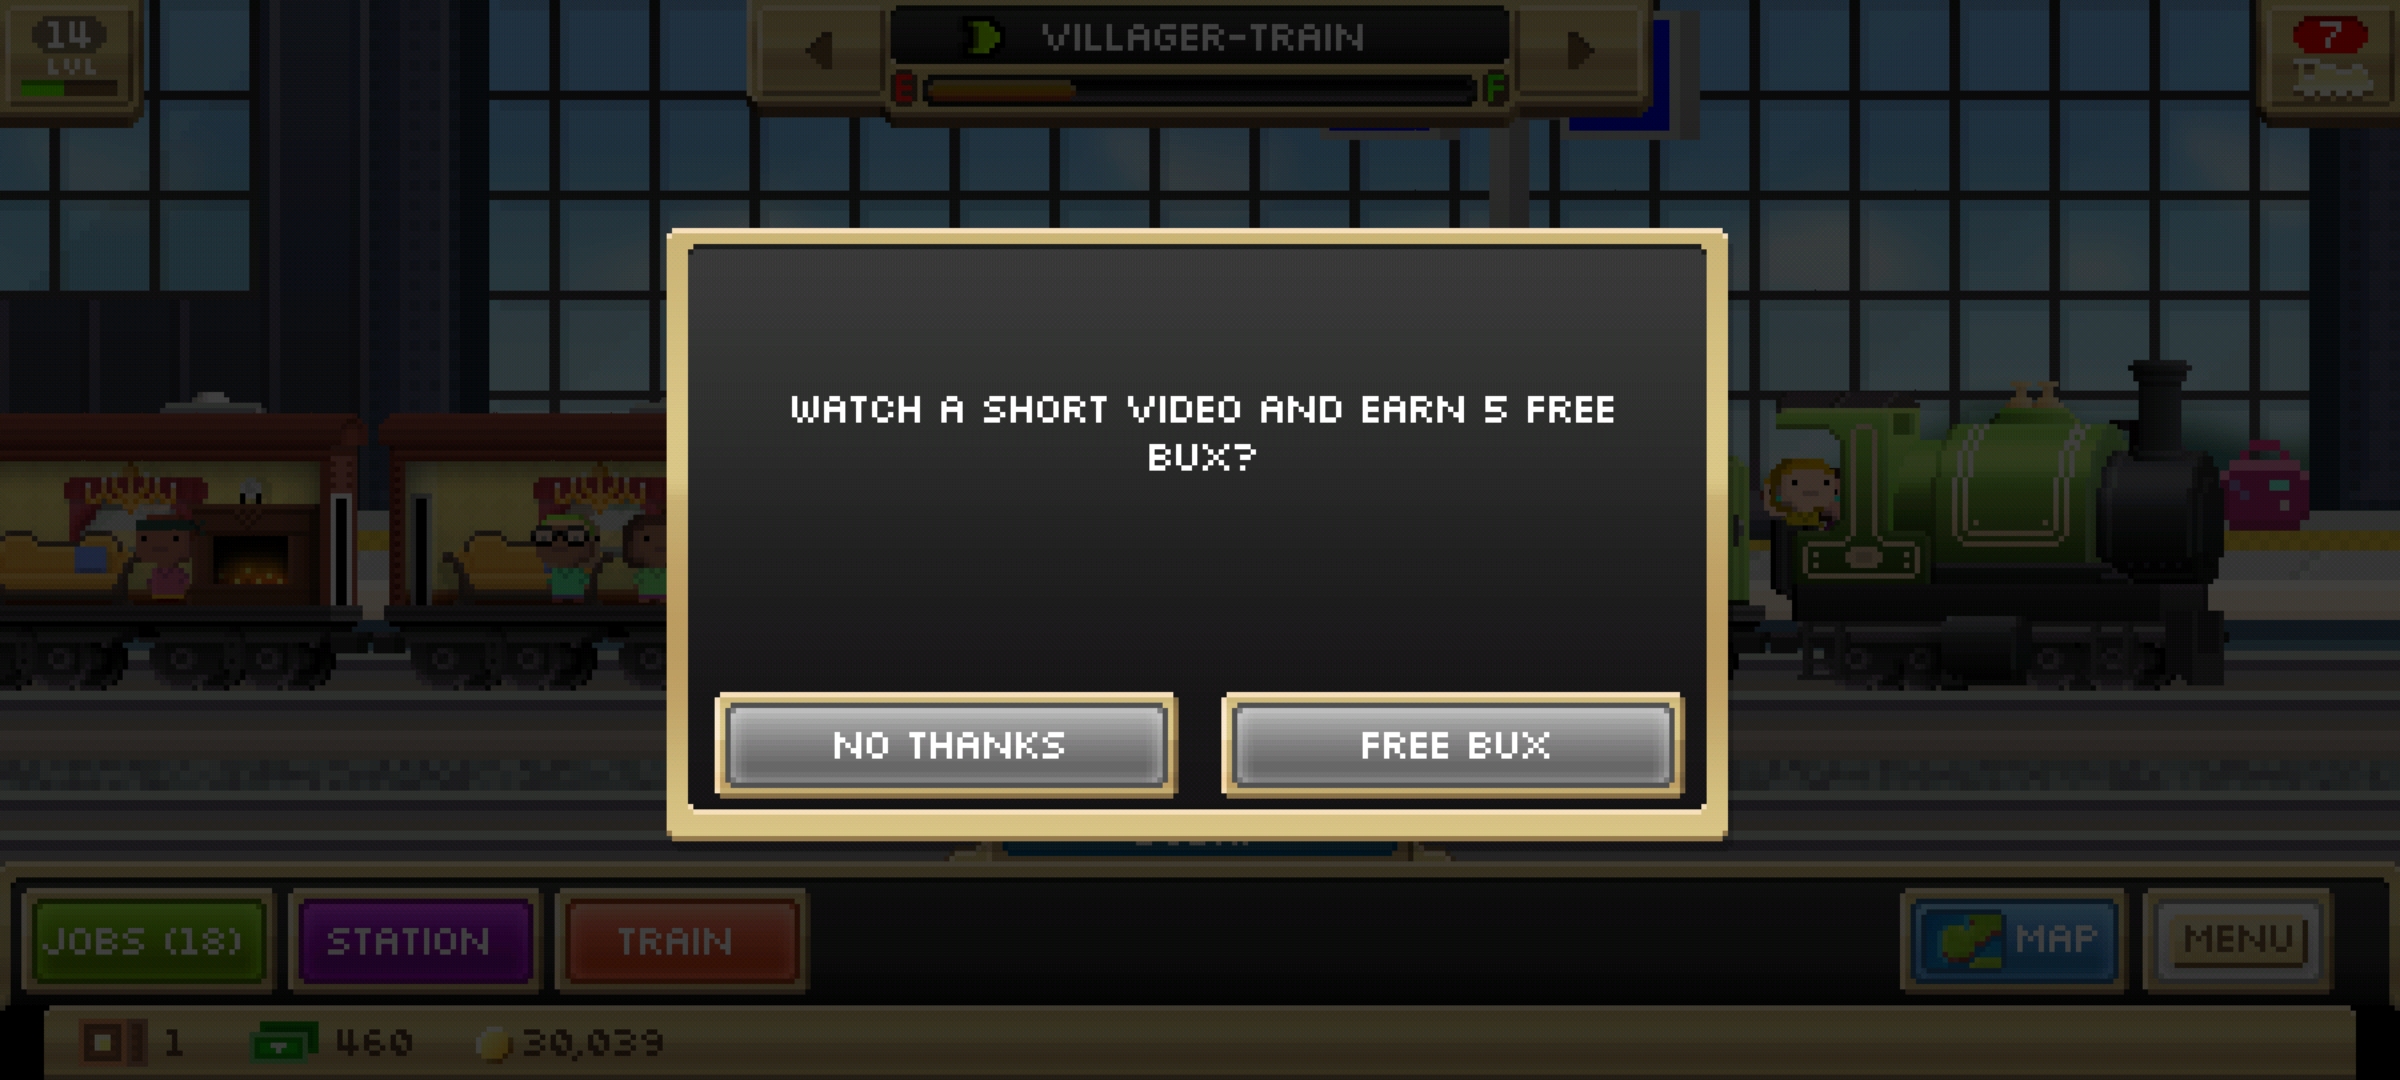 14
LVL
VILLAGER-TRAIN
E
F
7
WATCH A SHORT VIDEO AND EARN 5 FREE
BUX?
NO THANKS
FREE BUX
JOBS (18)
STATION
TRAIN
MAP
MENU
1
460
30,039